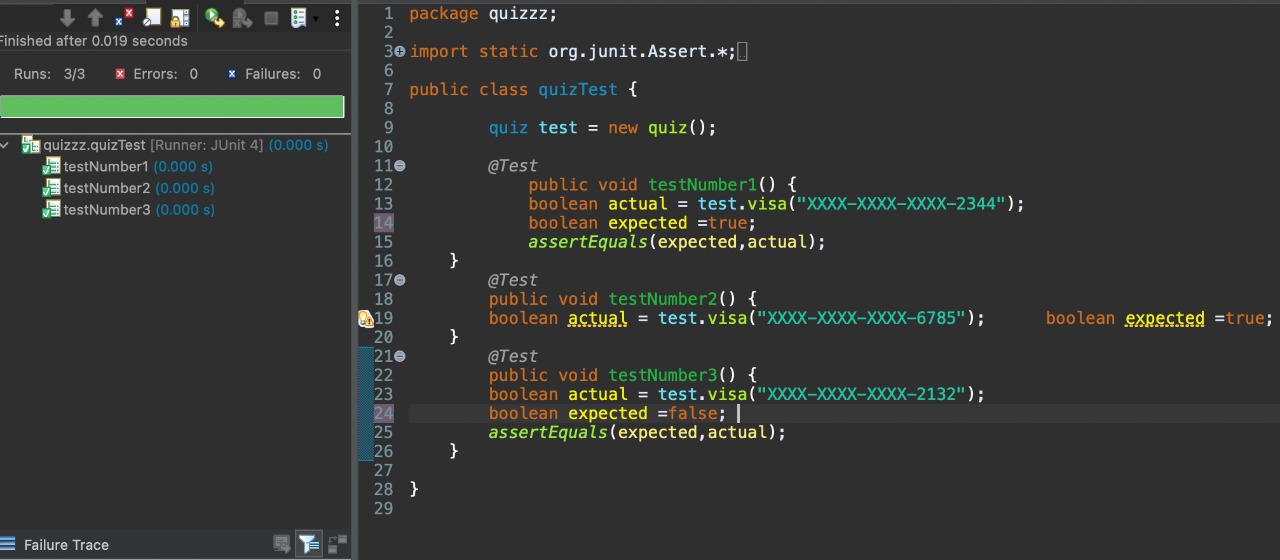 Finished after 0.019 seconds
Runs: 3/3 Errors: 0 Failures: 0
quizzz.quizTest [Runner: JUnit 4] (0.000 s)
testNumber1 (0.000 s)
testNumber2 (0.000 s)
testNumber3 (0.000 s)
Failure Trace
1 package quizzz;
2
3 import static org.junit.Assert.*;
6
7 public class quizTest {
8
9 quiz test = new quiz();
10
11 @Test
12 public void testNumber1() {
13 boolean actual = test.visa("XXXX-XXXX-XXXX-2344");
14 boolean expected =true;
15 assertEquals(expected,actual);
16 }
17 @Test
18 public void testNumber2() {
19 boolean actual = test.visa("XXXX-XXXX-XXXX-6785"); boolean expected =true;
20 }
21 @Test
22 public void testNumber3() {
23 boolean actual = test.visa("XXXX-XXXX-XXXX-2132");
24 boolean expected =false;
25 assertEquals(expected,actual);
26 }
27
28 }
29